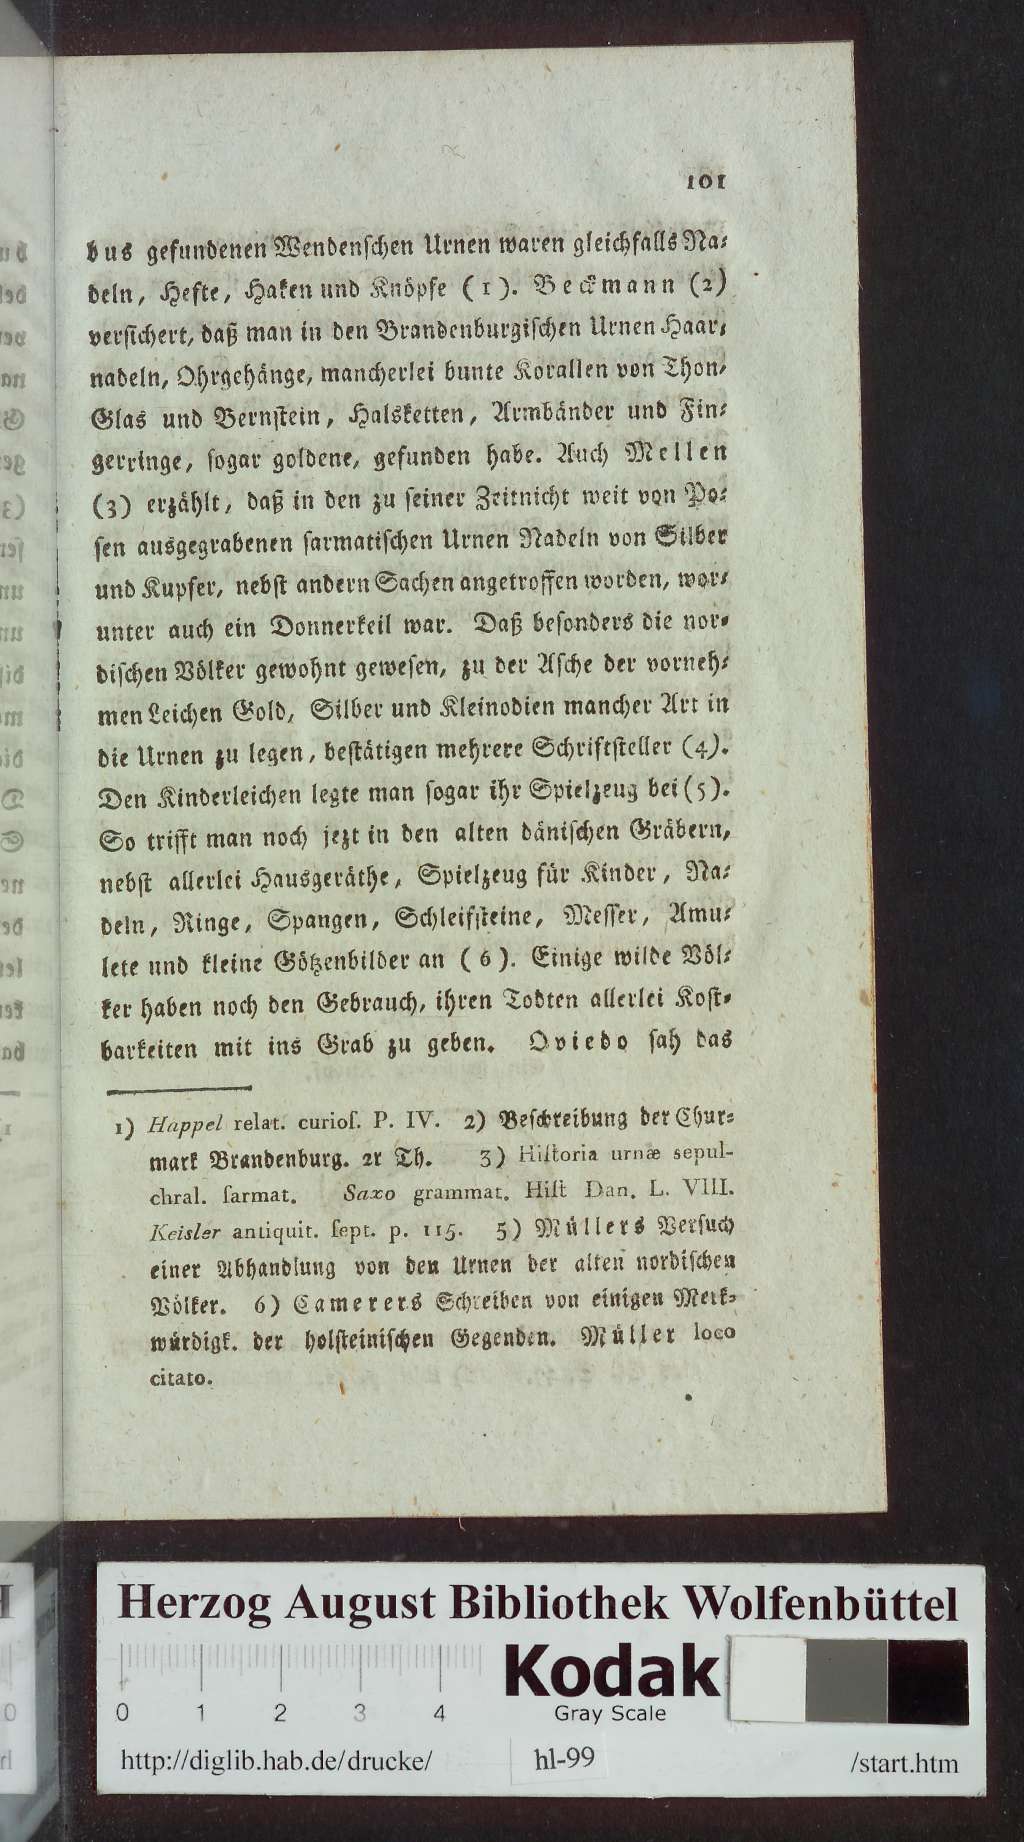 101
bus gefundenen Wendenschen Urnen waren gleichfalls Na⸗
deln, Hefte, Haken und Knöpfe (1). Beckmann (2)
versichert, daß man in den Brandenburgischen Urnen Haar⸗
nadeln, Ohrgehänge, mancherlei bunte Korallen von Thon⸗
Glas und Bernstein, Halsketten, Armbänder und Fin⸗
gerringe, sogar goldene, gefunden habe. Auch Mellen
(3) erzählt, daß in den zu seiner Zeitnicht weit von Po⸗
sen ausgegrabenen sarmatischen Urnen Nadeln von Silber
und Kupfer, nebst andern Sachen angetroffen worden, wor⸗
unter auch ein Donnerkeil war. Daß besonders die nor⸗
dischen Völker gewohnt gewesen, zu der Asche der vorneh⸗
men Leichen Gold, Silber und Kleinodien mancher Art in
die Urnen zu legen, bestätigen mehrere Schriftsteller (4).
Den Kinderleichen legte man sogar ihr Spielzeug bei (5).
So trifft man noch jezt in den alten dänischen Gräbern,
nebst allerlei Hausgeräthe, Spielzeug für Kinder, Na⸗
deln, Ringe, Spangen, Schleifsteine, Messer, Amu⸗
lete und kleine Götzenbilder an (6). Einige wilde Völ⸗
ker haben noch den Gebrauch, ihren Todten allerlei Kost⸗
barkeiten mit ins Grab zu geben. Oviedo sah das
1) Happel relat. curioſ. P. IV. 2) Beschreibung der Chur⸗
mark Brandenburg. 2r Th. 3) Hiſtoria urnæ sepul-
chral. ſarmat. Saxo grammat. Hiſt Dan. L. VIII.
Keisler antiquit. ſept. p. 115. 5) Müllers Versuch
einer Abhandlung von den Urnen der alten nordischen
Völker. 6) Camerers Schreiben von einigen Merk⸗
würdigk. der holsteinischen Gegenden. Müller loco
citato.
Herzog August Bibliothek Wolfenbüttel
Kodak
Gray Scale
0 1 2 3 4
http://diglib.hab.de/drucke/ hl-99 /start.htm